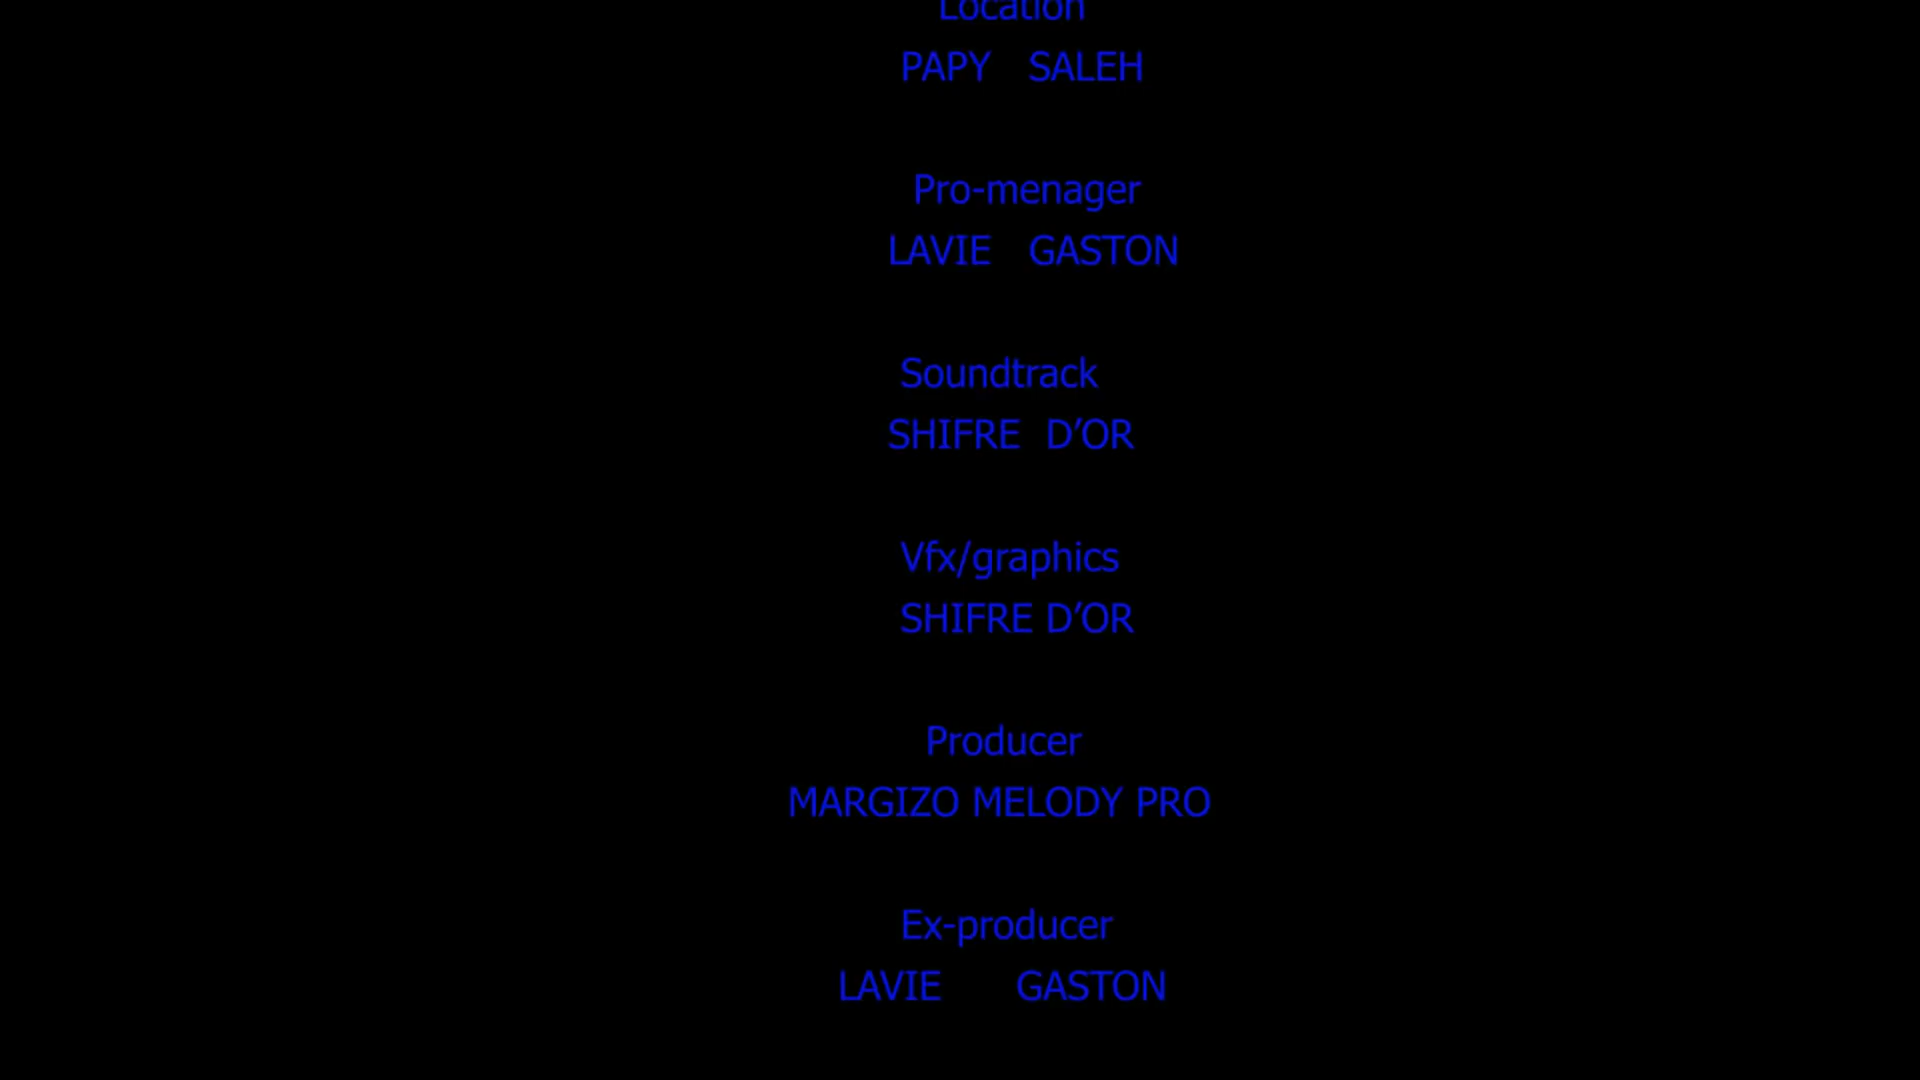 Location
PAPY SALEH
Pro-menager
LAVIE GASTON
Soundtrack
SHIFRE D’OR
Vfx/graphics
SHIFRE D’OR
Producer
MARGIZO MELODY PRO
Ex-producer
LAVIE GASTON